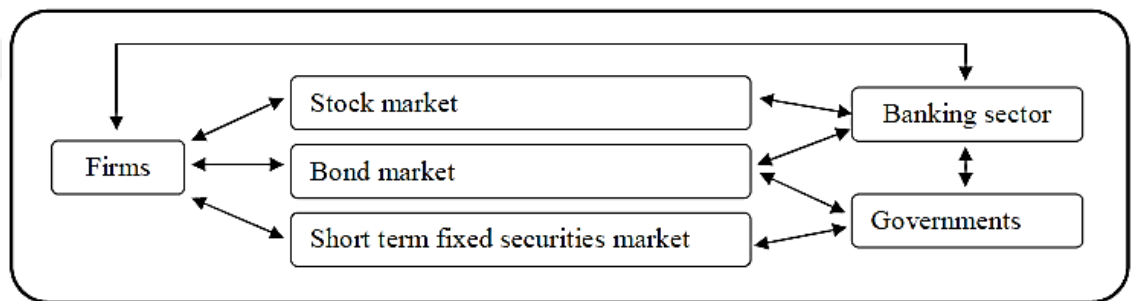 Stock market
Banking sector
Firms
Bond market
Governments
Short term fixed securities market